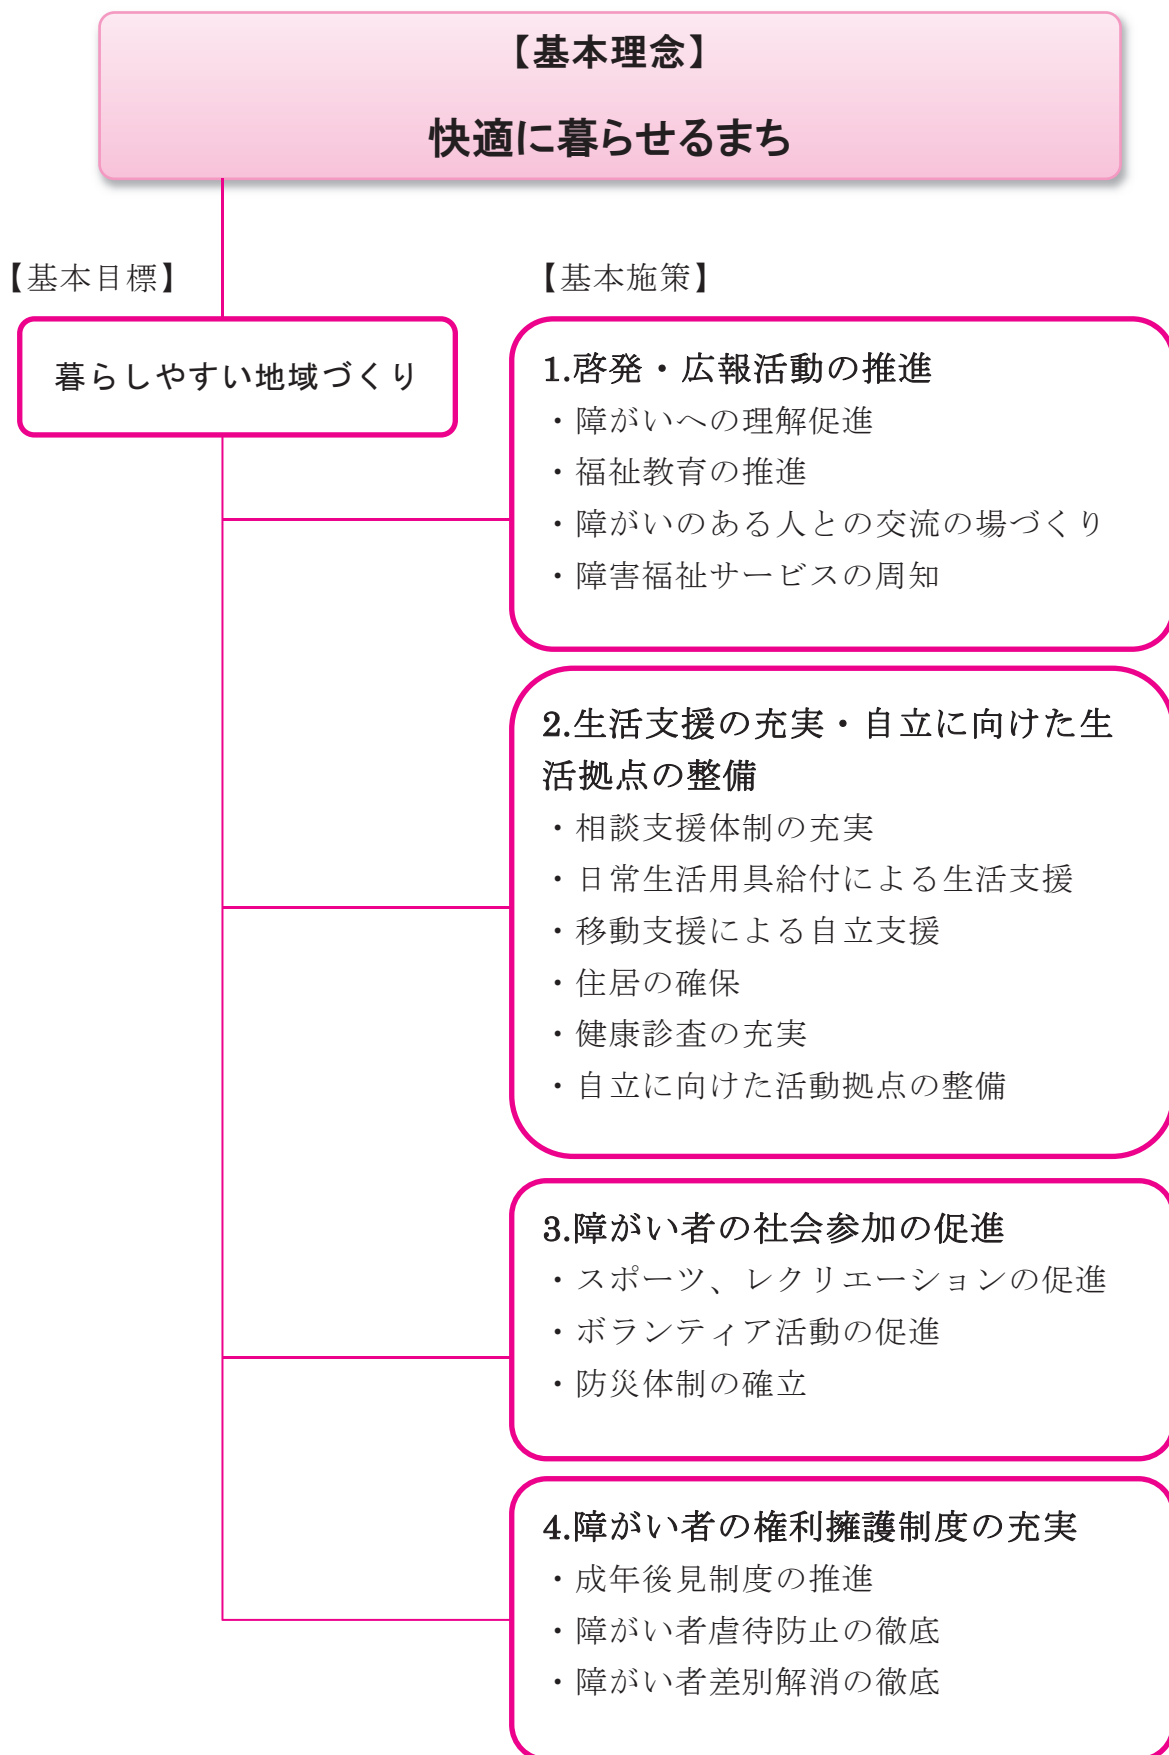 【基本理念】
快適に暮らせるまち
【基本目標】
暮らしやすい地域づくり
【基本施策】
1.啓発・広報活動の推進
・障がいへの理解促進
・福祉教育の推進
・障がいのある人との交流の場づくり
・障害福祉サービスの周知
2.生活支援の充実・自立に向けた生
活拠点の整備
・相談支援体制の充実
・日常生活用具給付による生活支援
・移動支援による自立支援
・住居の確保
・健康診査の充実
・自立に向けた活動拠点の整備
3.障がい者の社会参加の促進
・スポーツ、レクリエーションの促進
・ボランティア活動の促進
・防災体制の確立
4.障がい者の権利擁護制度の充実
・成年後見制度の推進
・障がい者虐待防止の徹底
・障がい者差別解消の徹底